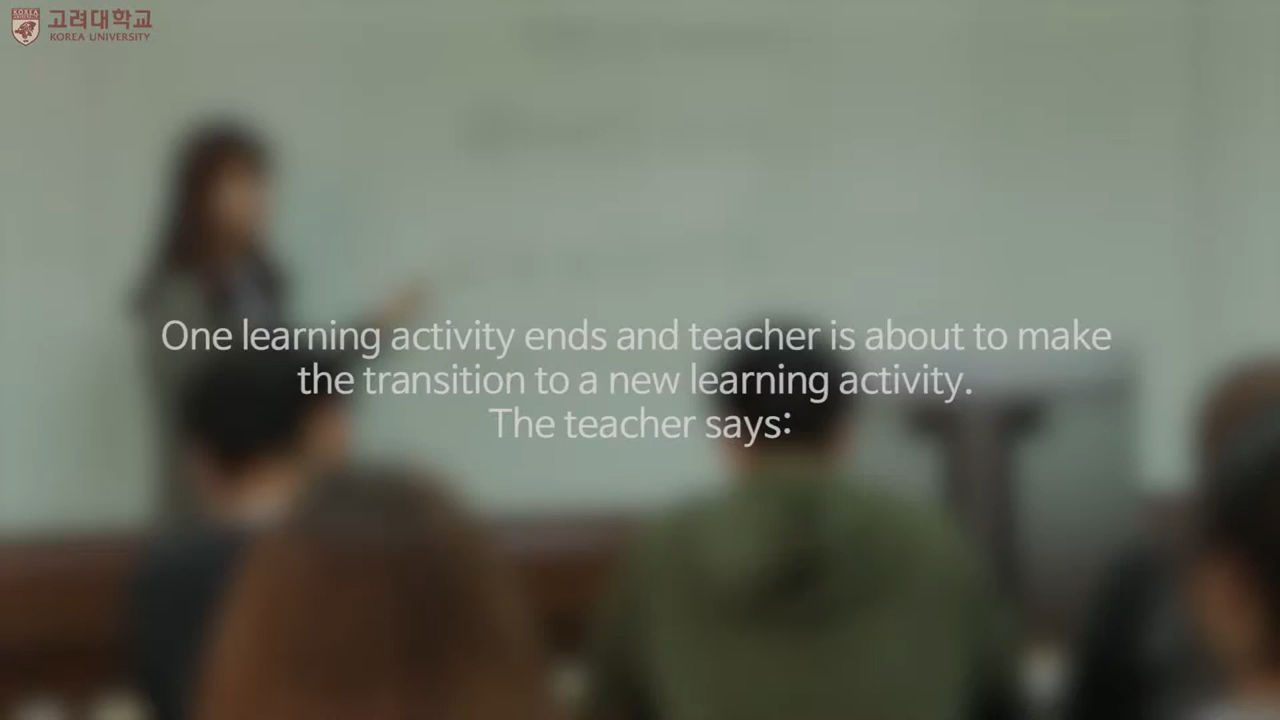 고려대학교
KOREA UNIVERSITY
One learning activity ends and teacher is about to make
the transition to a new learning activity.
The teacher says: